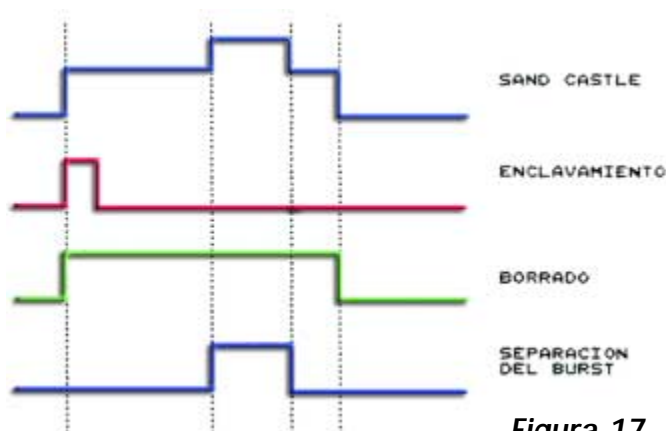 SAND CASTLE
ENCLAVAMIENTO
BORRADO
SEPARACION
DEL BURST
Figura 17